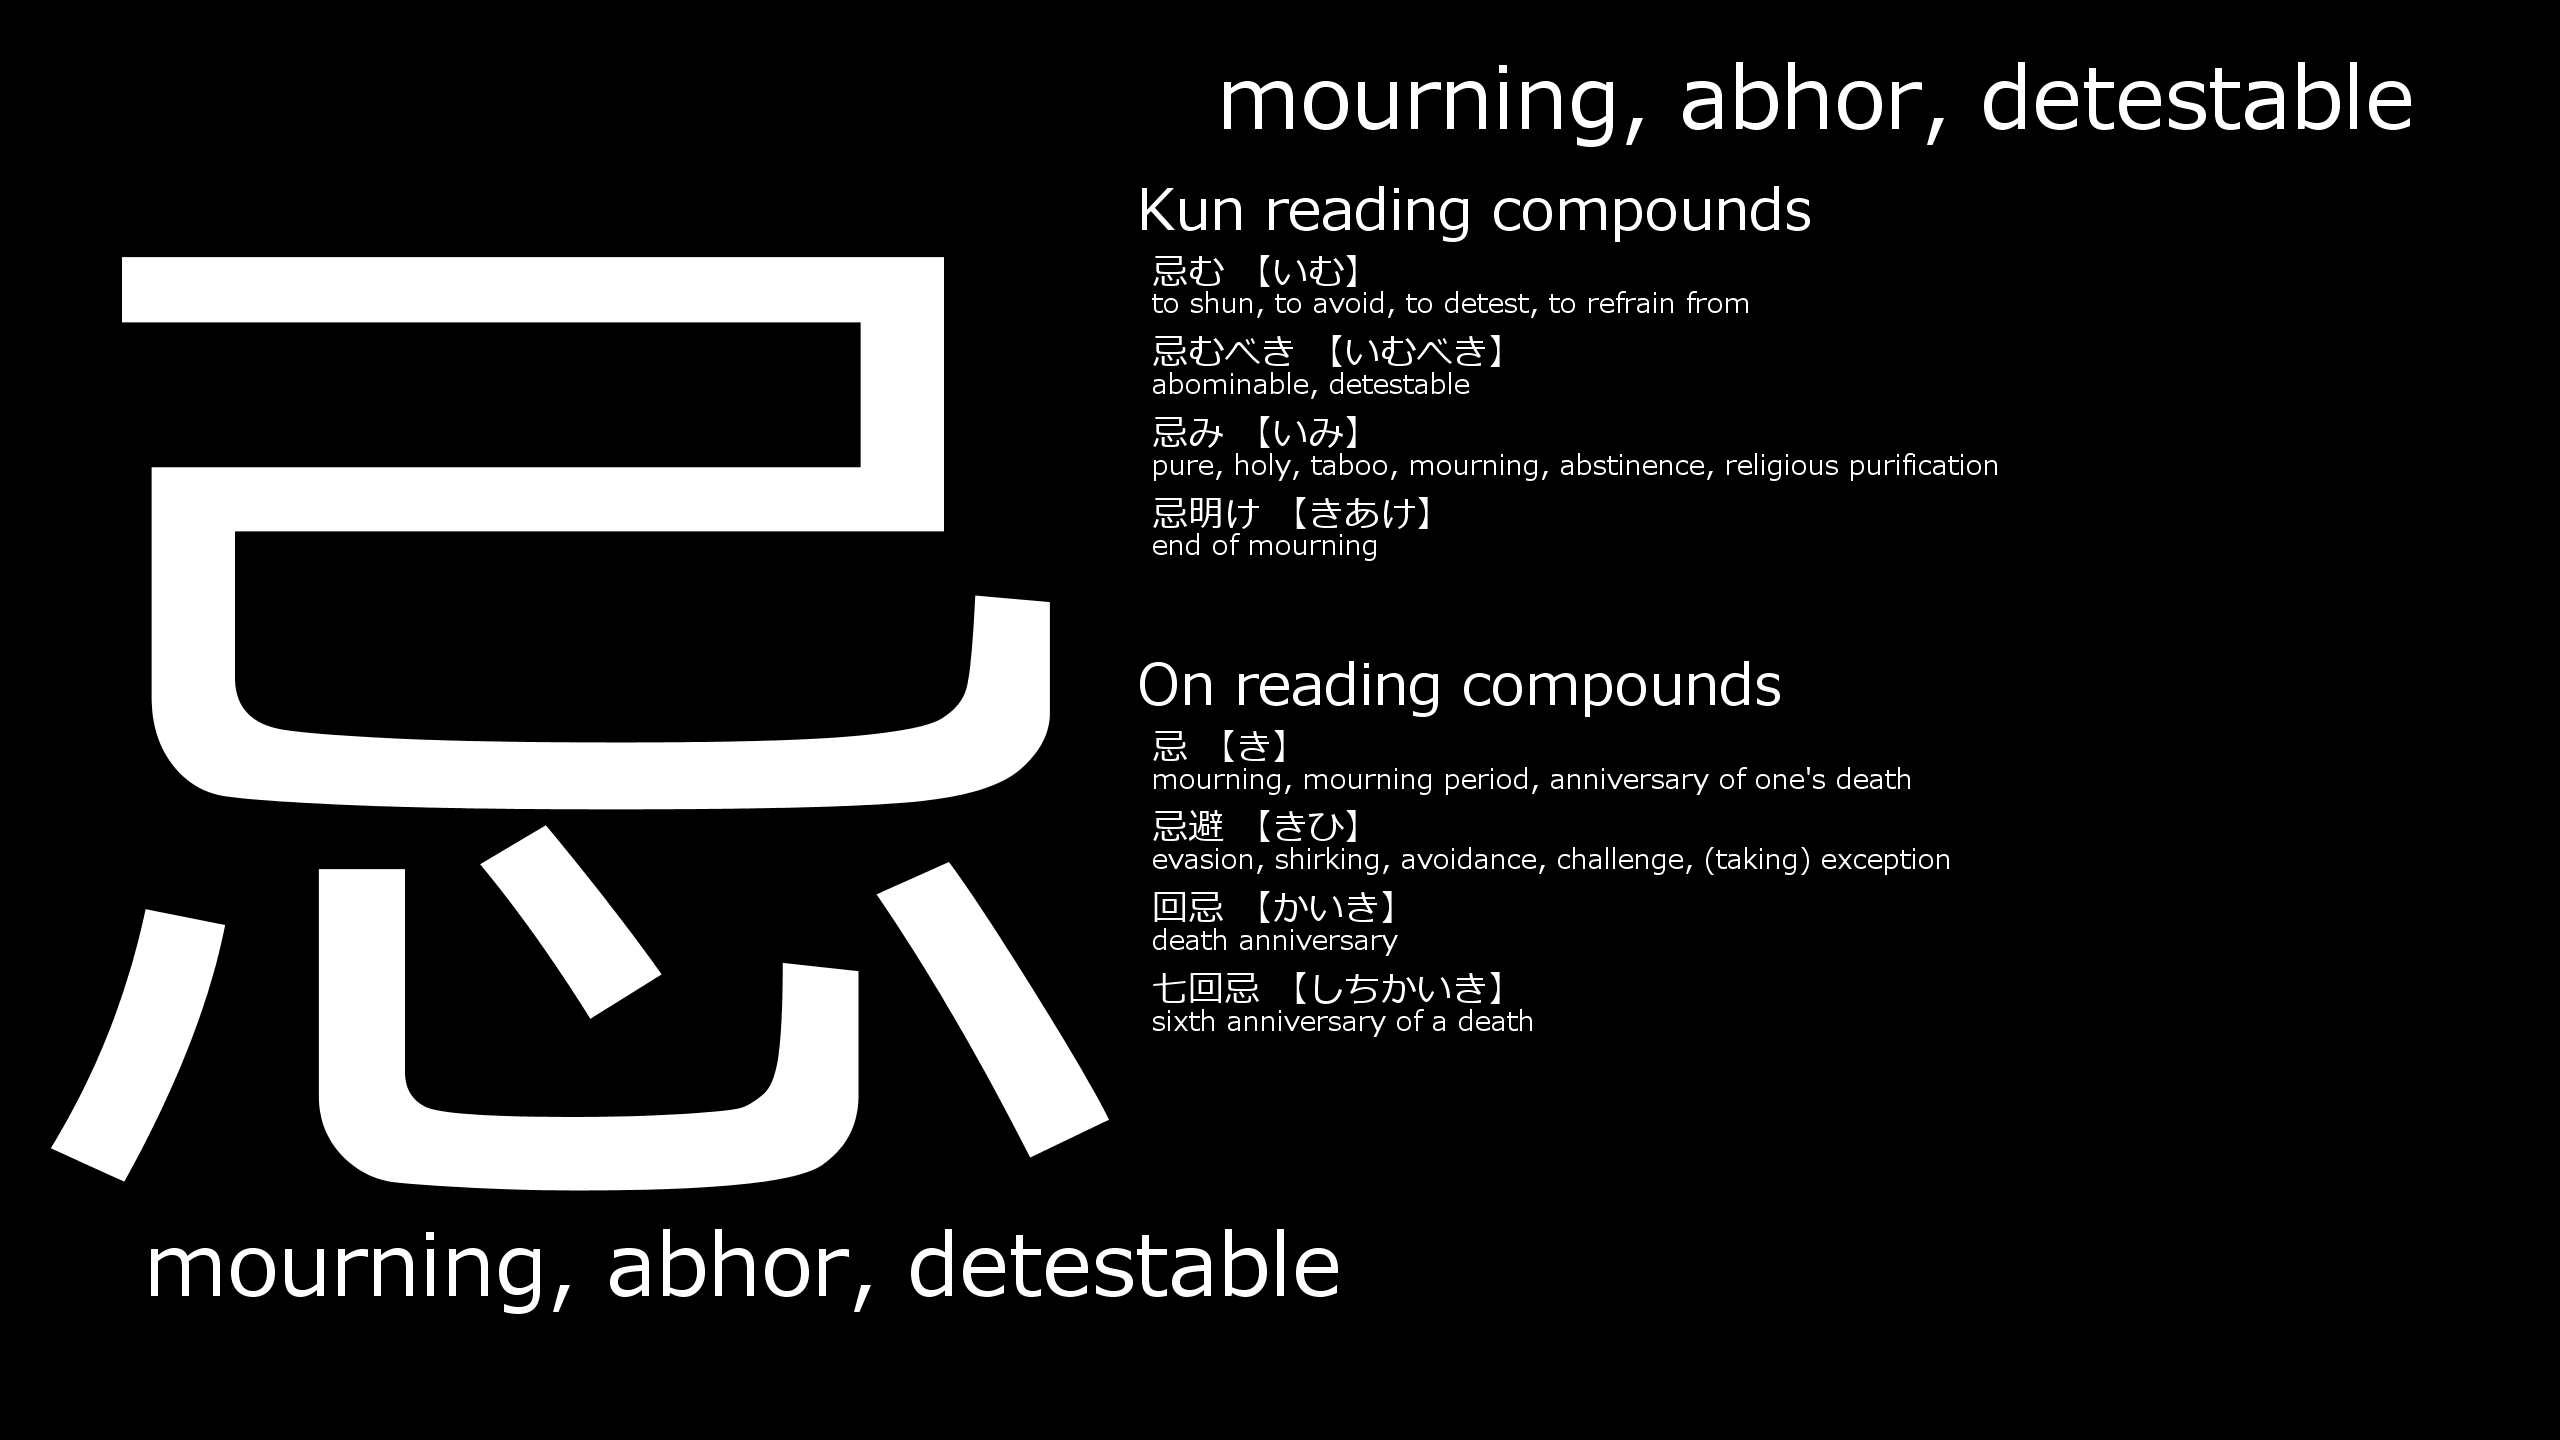 mourning, abhor, detestable
忌
Kun reading compounds
忌む 【いむ】
to shun, to avoid, to detest, to refrain from
忌むべき 【いむべき】
abominable, detestable
忌み 【いみ】
pure, holy, taboo, mourning, abstinence, religious purification
忌明け 【きあけ】
end of mourning
On reading compounds
忌 【き】
mourning, mourning period, anniversary of one's death
忌避 【きひ】
evasion, shirking, avoidance, challenge, (taking) exception
回忌 【かいき】
death anniversary
七回忌 【しちかいき】
sixth anniversary of a death
mourning, abhor, detestable